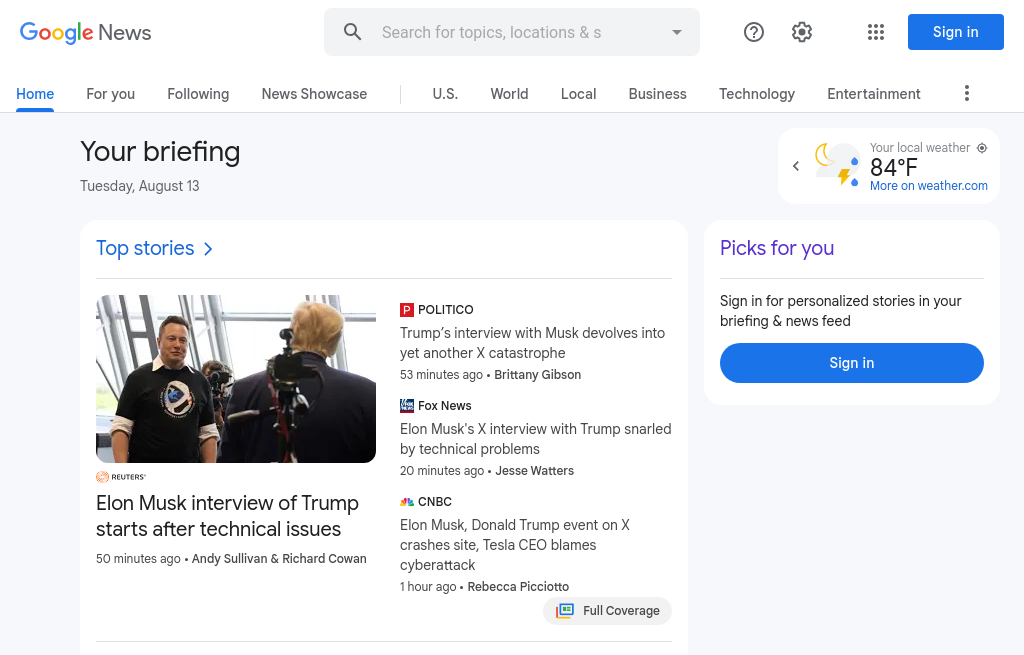 Google News
Search for topics, locations & s
Sign in
Home
For you
Following
News Showcase
U.S.
World
Local
Business
Technology
Entertainment
Your briefing
Tuesday, August 13
Your local weather
84°F
More on weather.com
Top stories
REUTERS
Elon Musk interview of Trump
starts after technical issues
50 minutes ago • Andy Sullivan & Richard Cowan
POLITICO
Trump’s interview with Musk devolves into
yet another X catastrophe
53 minutes ago • Brittany Gibson
Fox News
Elon Musk's X interview with Trump snarled
by technical problems
20 minutes ago • Jesse Watters
CNBC
Elon Musk, Donald Trump event on X
crashes site, Tesla CEO blames
cyberattack
1 hour ago • Rebecca Picciotto
Full Coverage
Picks for you
Sign in for personalized stories in your
briefing & news feed
Sign in